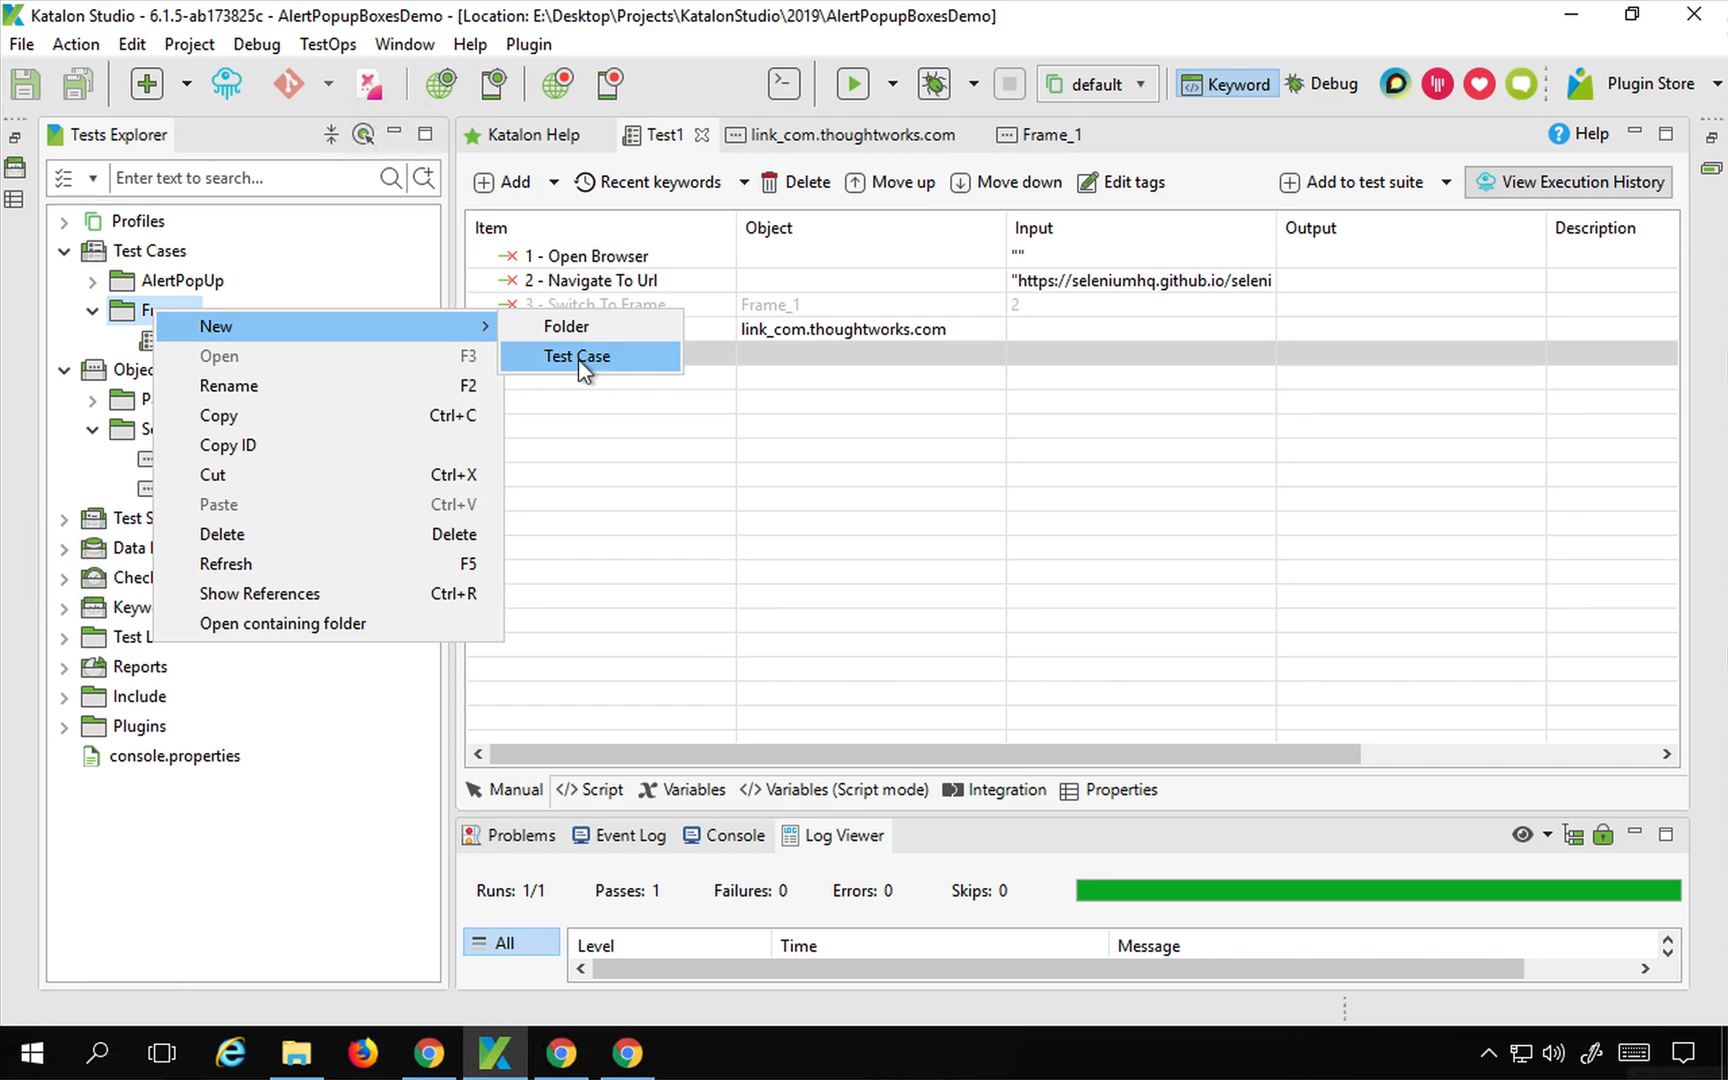 Katalon Studio - 6.1.5-ab173825c - AlertPopupBoxesDemo - [Location: E:\Desktop\Projects\KatalonStudio\2019\AlertPopupBoxesDemo]
File Action Edit Project Debug TestOps Window Help Plugin
default Keyword Debug Plugin Store
Tests Explorer
Katalon Help Test1 link_com.thoughtworks.com Frame_1 Help
Enter text to search...
Add Recent keywords Delete Move up Move down Edit tags Add to test suite View Execution History
Item Object Input Output Description
Profiles
Test Cases
AlertPopUp
1 - Open Browser ""
2 - Navigate To Url "https://seleniumhq.github.io/seleni
3 - Switch To Frame Frame_1 2
link_com.thoughtworks.com
New
Open F3
Rename F2
Copy Ctrl+C
Copy ID
Cut Ctrl+X
Paste Ctrl+V
Delete Delete
Refresh F5
Show References Ctrl+R
Open containing folder
Folder
Test Case
Test S
Data
Chec
Keyw
Test L
Reports
Include
Plugins
console.properties
Manual </> Script Variables </> Variables (Script mode) Integration Properties
Problems Event Log Console Log Viewer
Runs: 1/1 Passes: 1 Failures: 0 Errors: 0 Skips: 0
All Level Time Message